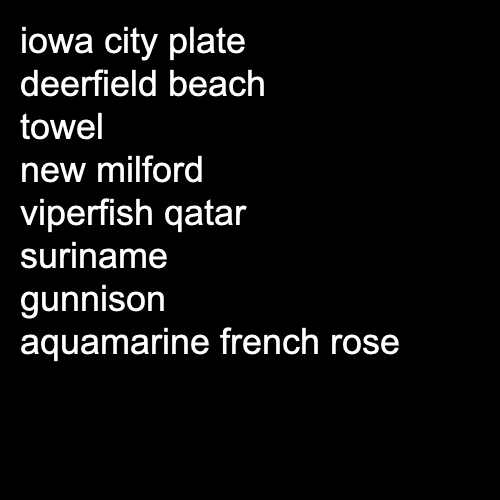 iowa city plate
deerfield beach
towel
new milford
viperfish qatar
suriname
gunnison
aquamarine french rose